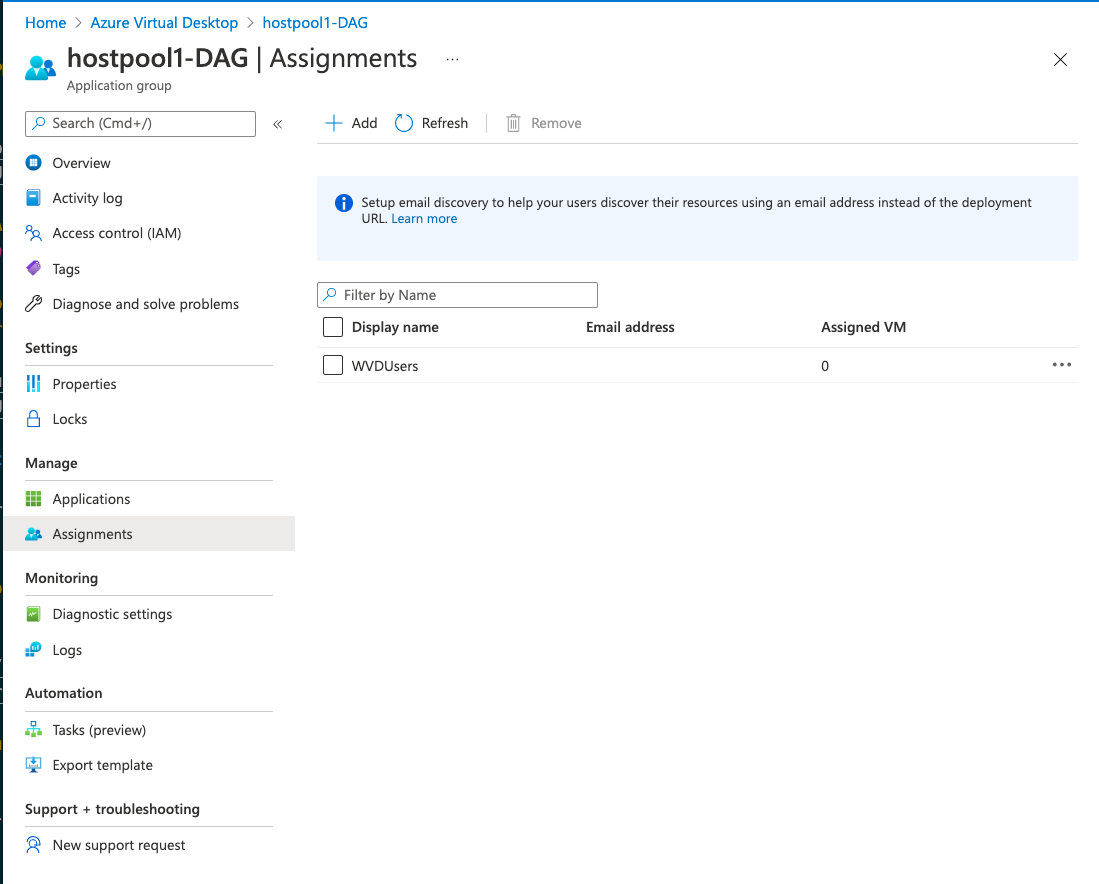 Home > Azure Virtual Desktop > hostpool1-DAG
hostpool1-DAG | Assignments ...
Application group
Search (Cmd+/)
«
Add
Refresh
Remove
Overview
Activity log
Access control (IAM)
Tags
Diagnose and solve problems
Settings
Properties
Locks
Manage
Applications
Assignments
Monitoring
Diagnostic settings
Logs
Automation
Tasks (preview)
Export template
Support + troubleshooting
New support request
Setup email discovery to help your users discover their resources using an email address instead of the deployment
URL. Learn more
Filter by Name
Display name Email address Assigned VM
WVDUsers 0 •••